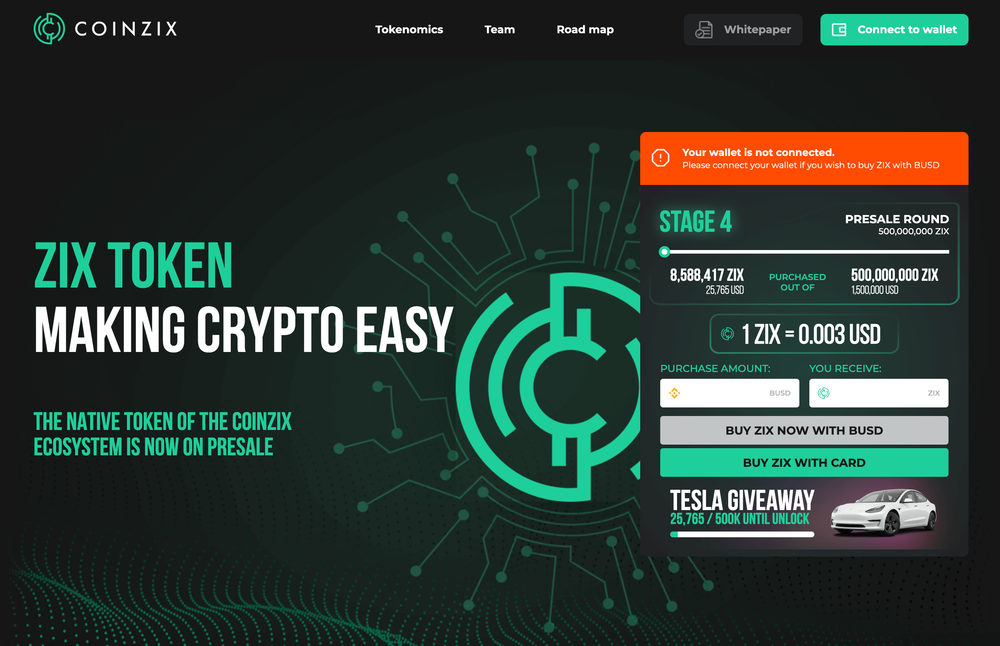 COINZIX
Tokenomics
Team
Road map
Whitepaper
Connect to wallet
Your wallet is not connected.
Please connect your wallet if you wish to buy ZIX with BUSD
ZIX TOKEN
MAKING CRYPTO EASY
THE NATIVE TOKEN OF THE COINZIX
ECOSYSTEM IS NOW ON PRESALE
STAGE 4
PRESALE ROUND
500,000,000 ZIX
8,588,417 ZIX
25,765 USD
PURCHASED
OUT OF
500,000,000 ZIX
1,500,000 USD
1 ZIX = 0.003 USD
PURCHASE AMOUNT:
YOU RECEIVE:
BUSD
ZIX
BUY ZIX NOW WITH BUSD
BUY ZIX WITH CARD
TESLA GIVEAWAY
25,765 / 500K UNTIL UNLOCK